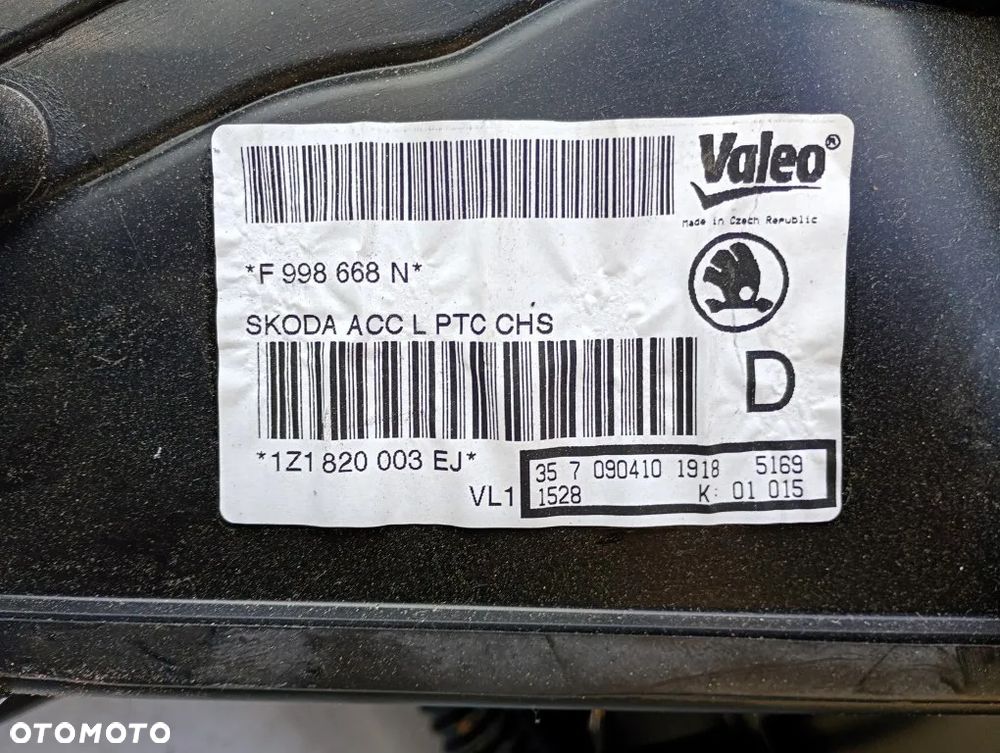 Valeo®
Made in Czech Republic
*F 998 668 N*
SKODA ACC L PTC CHS
D
*1Z1 820 003 EJ*
VL1
35 7 090410 1918 5169
1528 K: 01 015
OTOMOTO